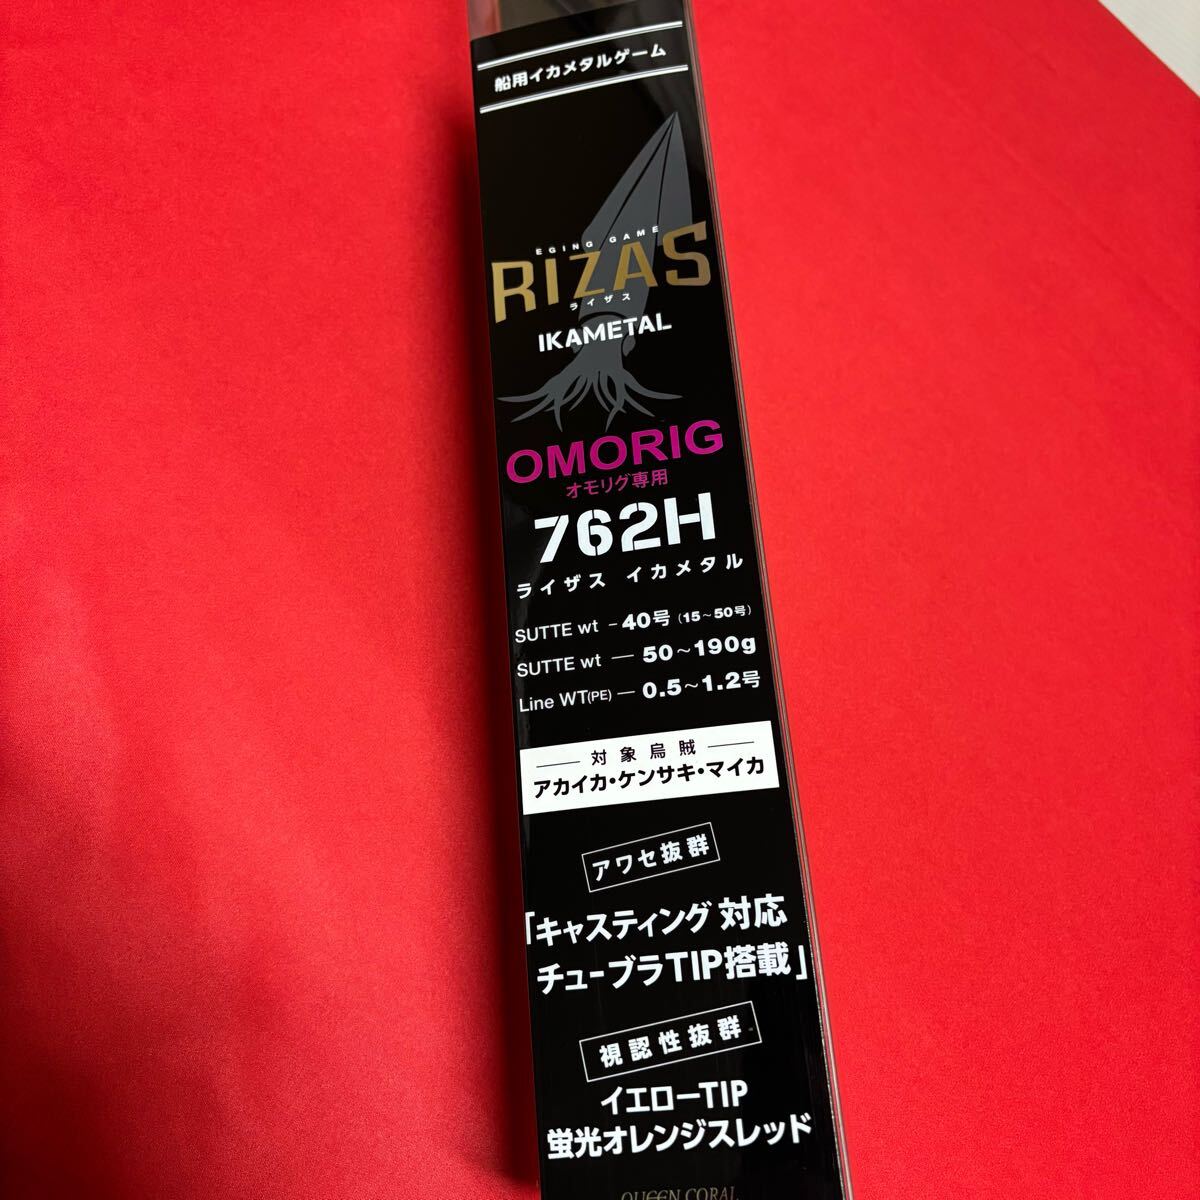 船用イカメタルゲーム
EGING GAME
RIZAS
ライザス
IKAMETAL
OMORIG
オモリグ専用
762H
ライザス イカメタル
SUTTE wt - 40号 (15~50号)
SUTTE wt — 50~190g
Line WT(PE) — 0.5~1.2号
対象烏賊
アカイカ・ケンサキ・マイカ
アワセ抜群
「キャスティング対応
チューブラTIP搭載」
視認性抜群
イエローTIP
蛍光オレンジスレッド
QUEEN CORAL